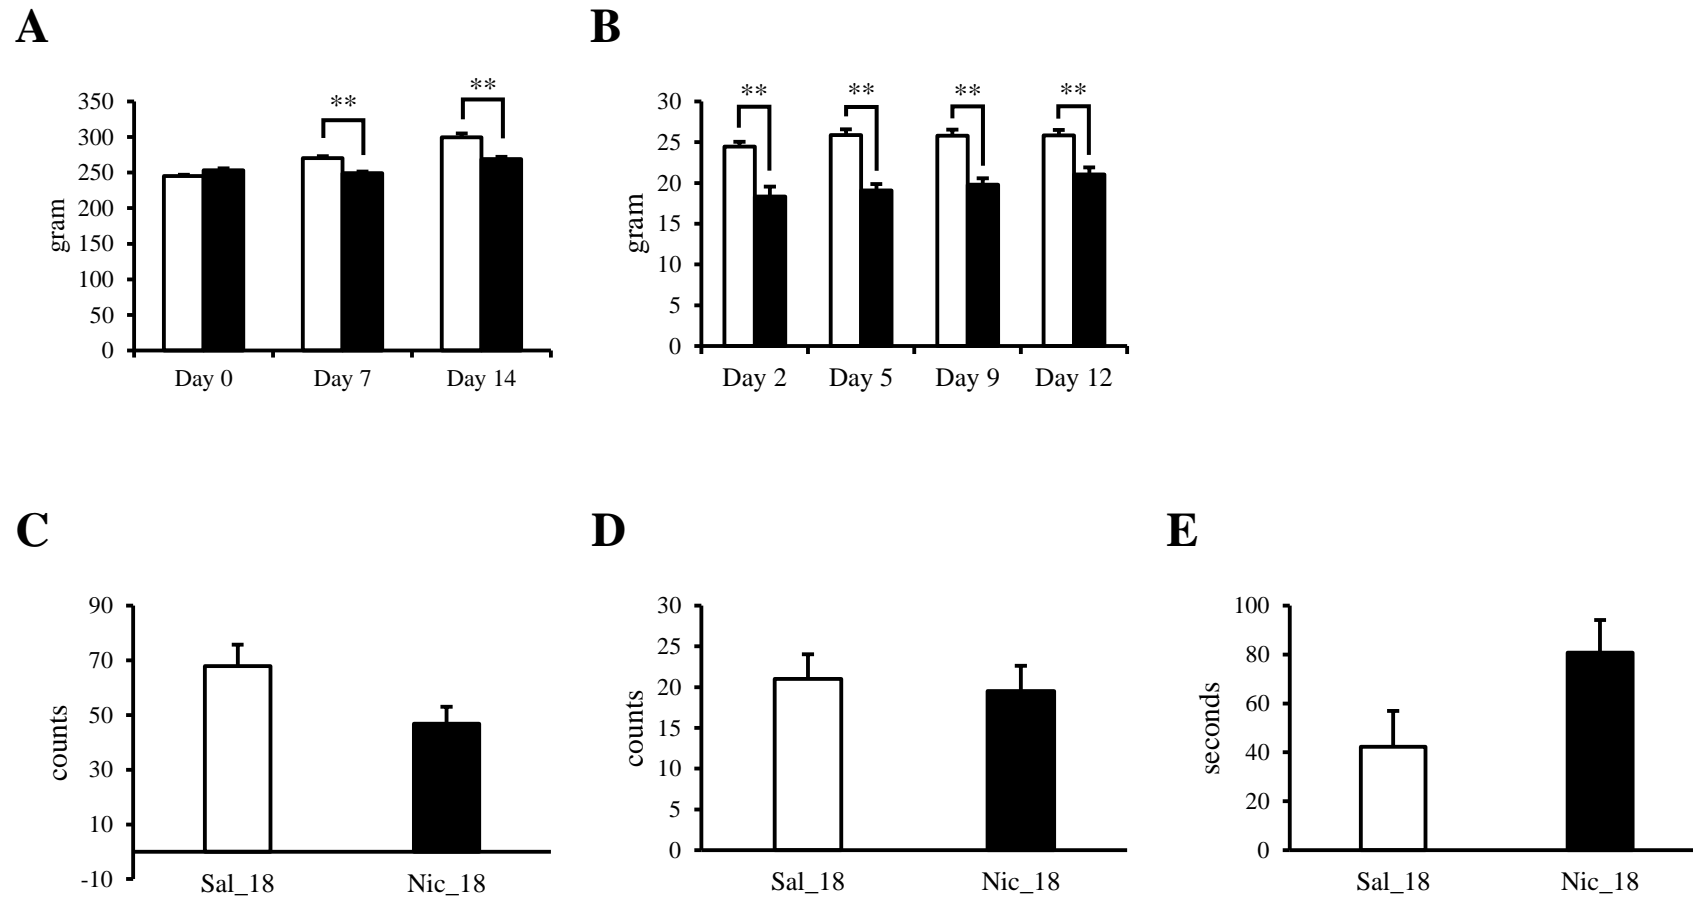 A
B
** **
350
300
250
200
150
100
50
0
gram
Day 0 Day 7 Day 14
** ** ** **
30
25
20
15
10
5
0
gram
Day 2 Day 5 Day 9 Day 12
C
D
E
90
70
50
30
10
-10
counts
Sal_18 Nic_18
30
25
20
15
10
5
0
counts
Sal_18 Nic_18
100
80
60
40
20
0
seconds
Sal_18 Nic_18